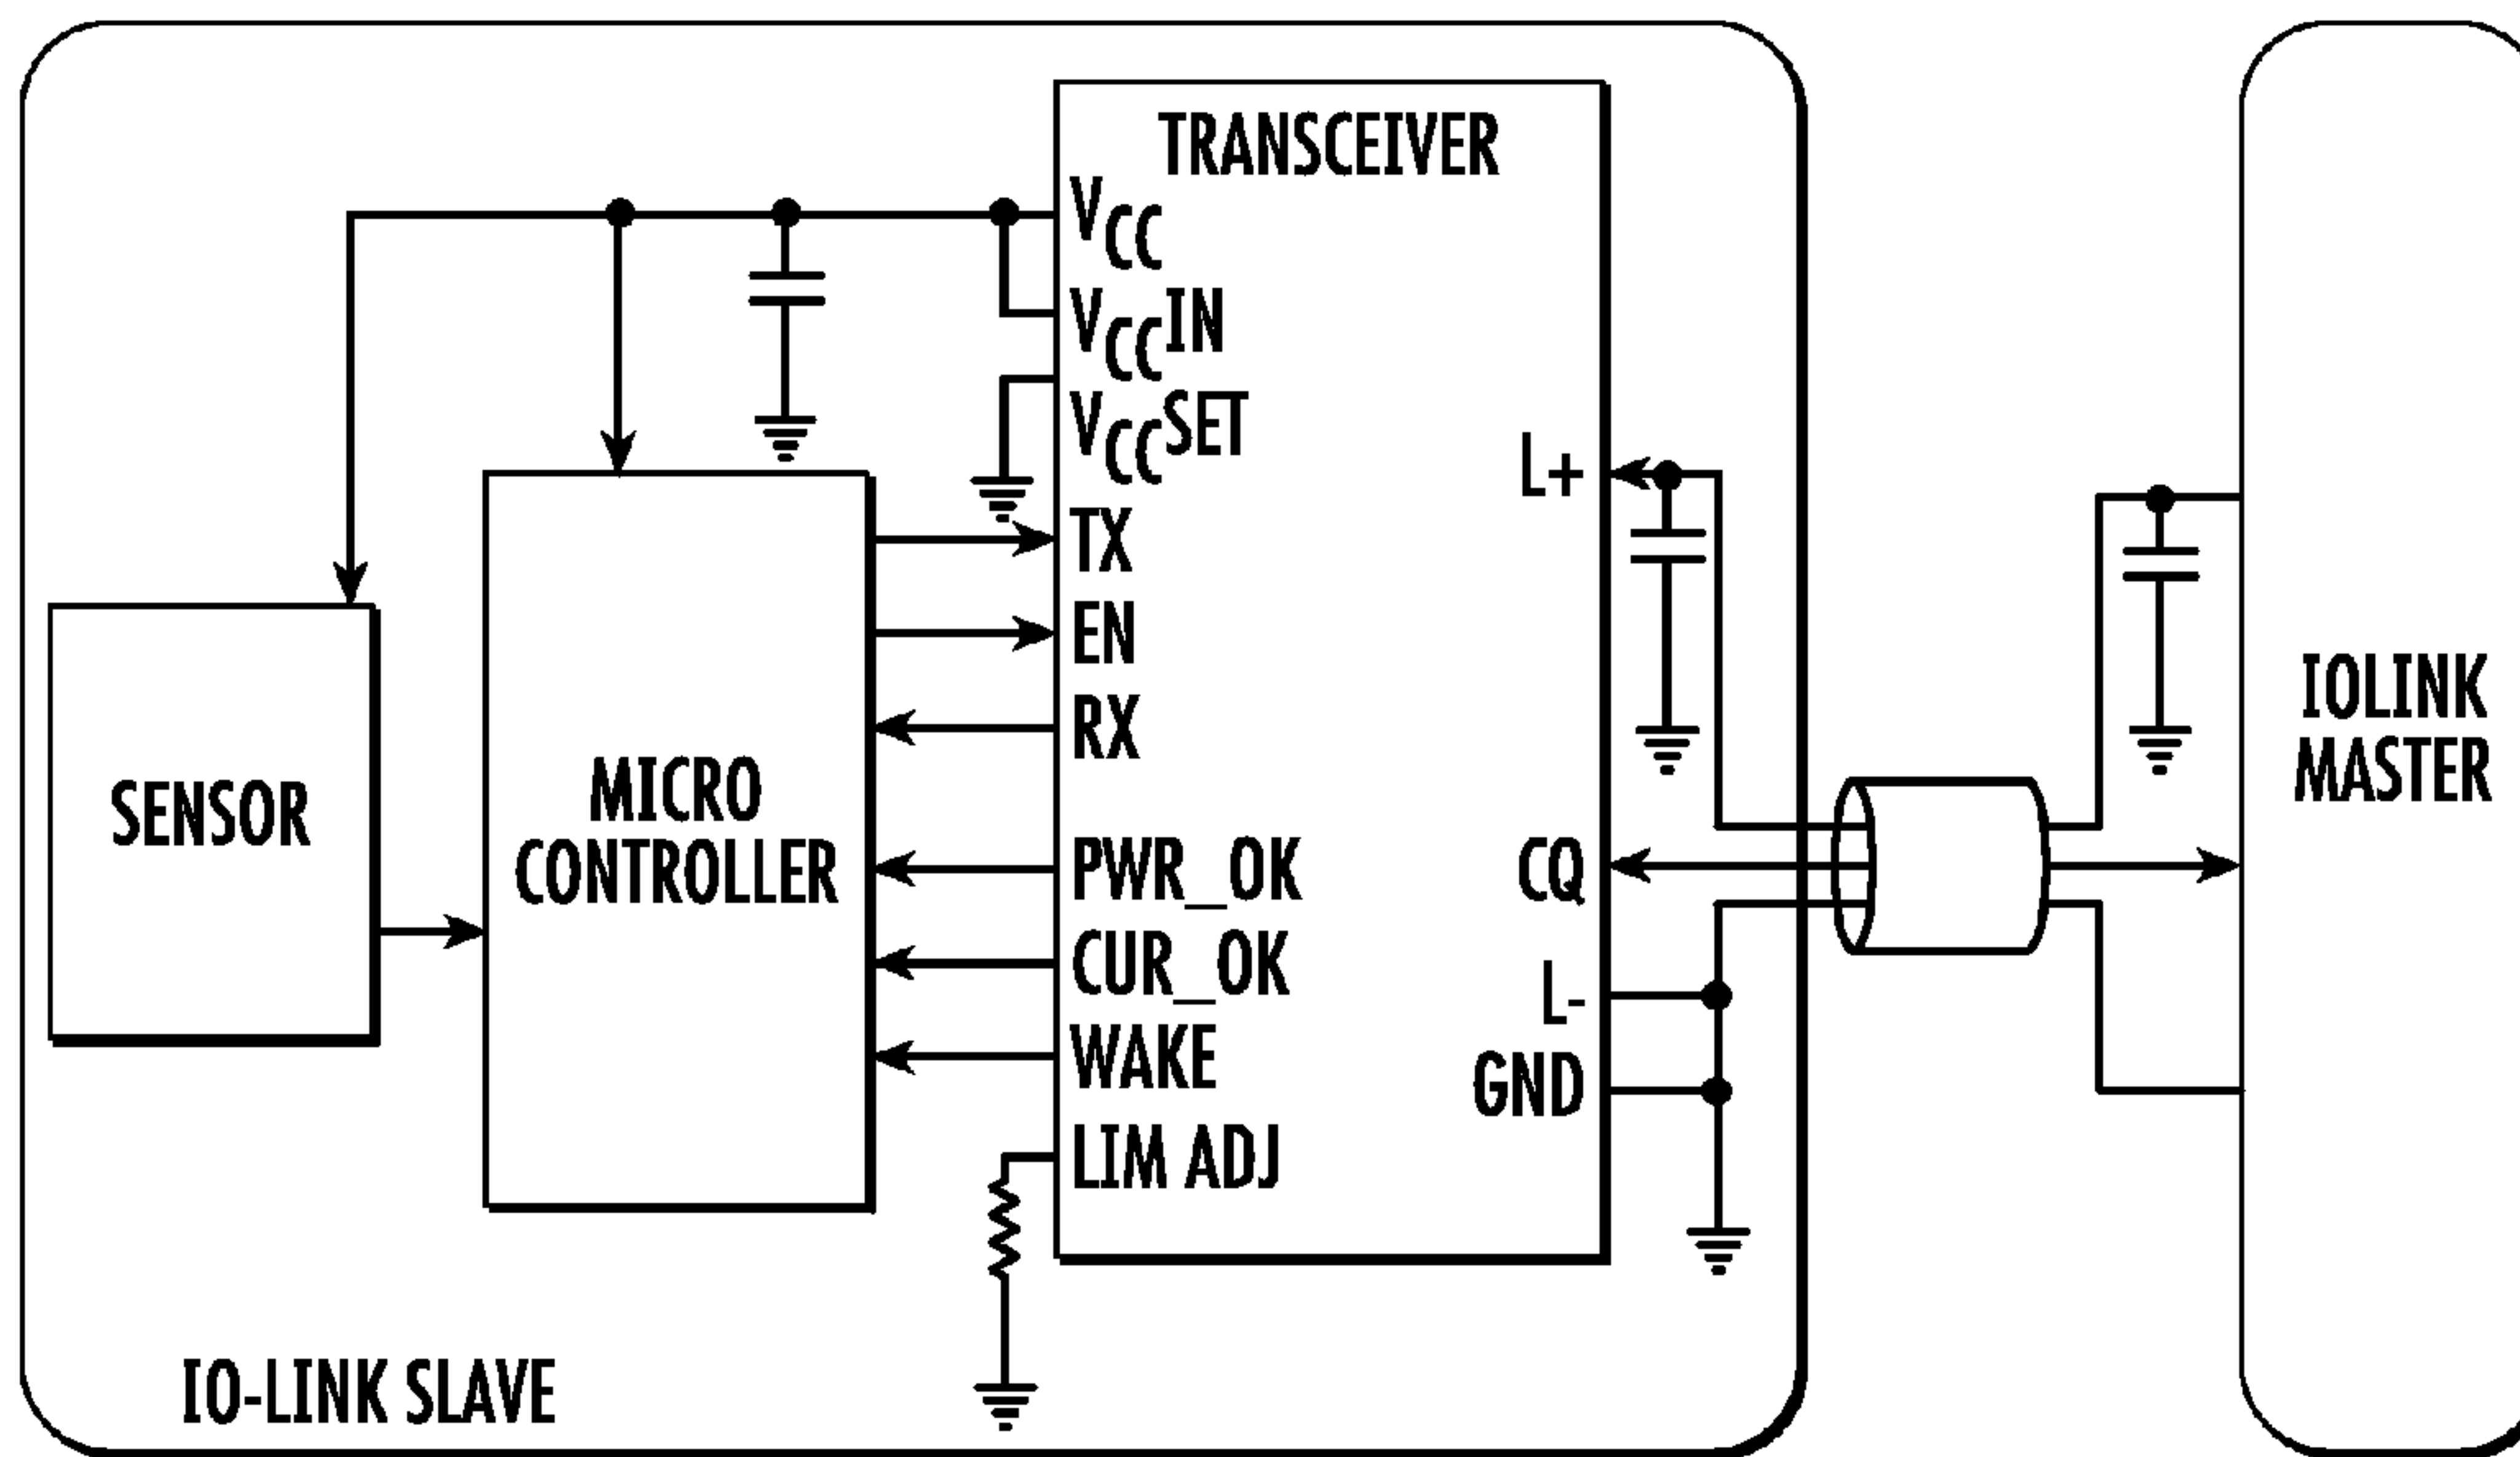 TRANSCEIVER
VCC
VCCIN
VCCSET
TX
EN
RX
PWR_OK
CUR_OK
WAKE
LIM ADJ
L+
CQ
L-
GND
SENSOR
MICRO
CONTROLLER
IO-LINK SLAVE
IOLINK
MASTER